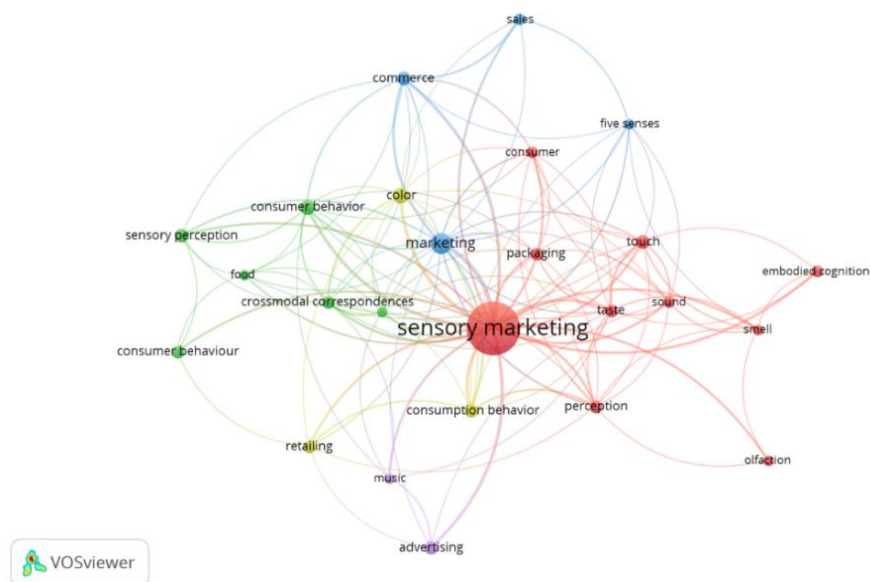 sales
commerce
five senses
consumer
color
consumer behavior
sensory perception
marketing
touch
packaging
embodied cognition
food
crossmodal correspondences
taste
sound
sensory marketing
smell
consumer behaviour
consumption behavior
perception
retailing
olfaction
music
advertising
VOSviewer